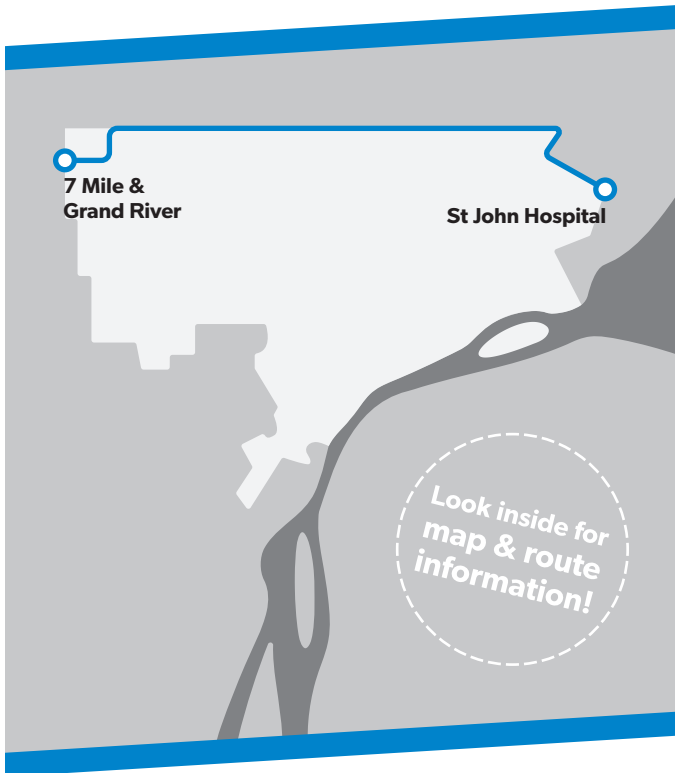 7 Mile &
Grand River
St John Hospital
Look inside for
map & route
information!